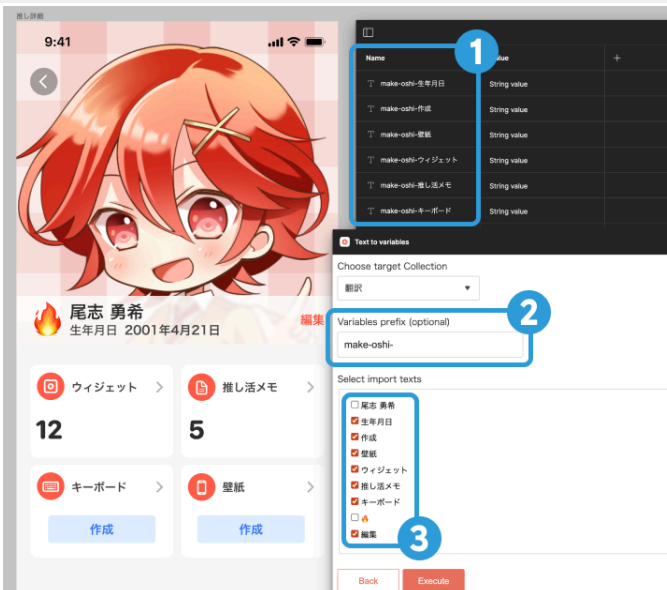 推し詳細
9:41
尾志 勇希
生年月日 2001年4月21日
編集
ウィジェット
12
推し活メモ
5
キーボード
作成
壁紙
作成
1
Name
alue
+
make-oshi-生年月日
String value
make-oshi-作成
String value
make-oshi-壁紙
String value
make-oshi-ウィジェット
String value
make-oshi-推し活メモ
String value
make-oshi-キーボード
String value
Text to variables
Choose target Collection
翻訳
2
Variables prefix (optional)
make-oshi-
Select import texts
尾志 勇希
生年月日
作成
壁紙
ウィジェット
推し活メモ
キーボード
🔥
編集
3
Back
Execute